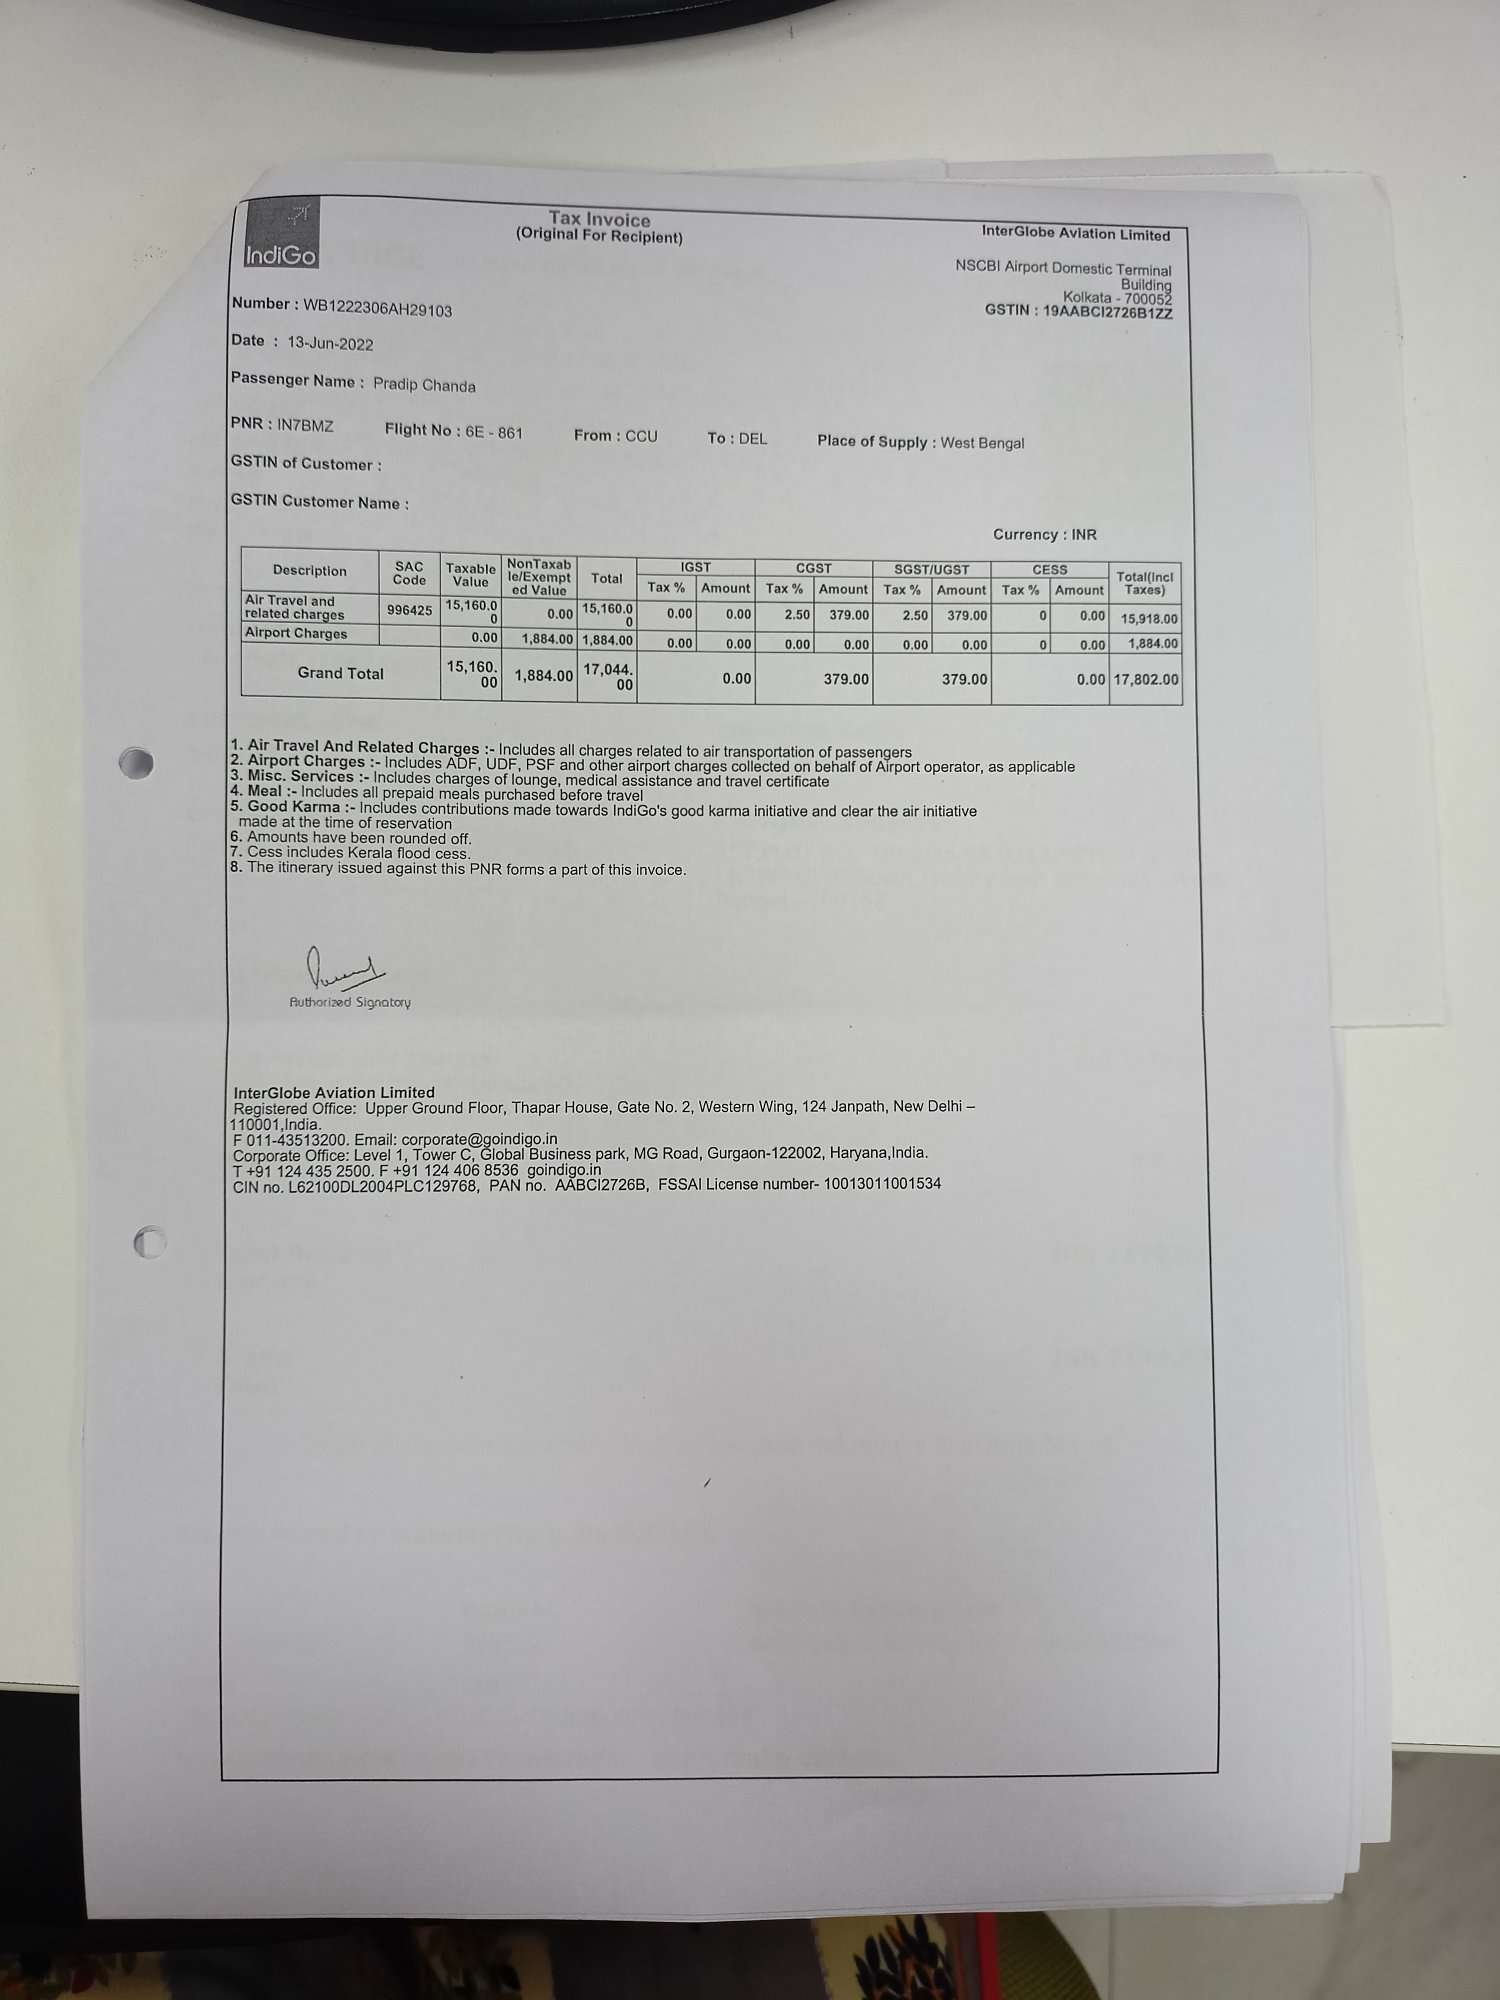 IndiGo
Tax Invoice
(Original For Recipient)
InterGlobe Aviation Limited
NSCBI Airport Domestic Terminal
Building
Kolkata - 700052
GSTIN : 19AABCI2726B1ZZ
Number : WB1222306AH29103
Date : 13-Jun-2022
Passenger Name : Pradip Chanda
PNR : IN7BMZ Flight No : 6E - 861 From : CCU To : DEL Place of Supply : West Bengal
GSTIN of Customer :
GSTIN Customer Name :
Currency : INR
Description SAC Code Taxable Value NonTaxable/Exempted Value Total IGST CGST SGST/UGST CESS Total(Incl Taxes)
Tax % Amount Tax % Amount Tax % Amount Tax % Amount
Air Travel and related charges 996425 15,160.00 0.00 15,160.00 0.00 0.00 2.50 379.00 2.50 379.00 0 0.00 15,918.00
Airport Charges 0.00 1,884.00 1,884.00 0.00 0.00 0.00 0.00 0.00 0.00 0 0.00 1,884.00
Grand Total 15,160.00 1,884.00 17,044.00 0.00 379.00 379.00 0.00 17,802.00
1. Air Travel And Related Charges :- Includes all charges related to air transportation of passengers
2. Airport Charges :- Includes ADF, UDF, PSF and other airport charges collected on behalf of Airport operator, as applicable
3. Misc. Services :- Includes charges of lounge, medical assistance and travel certificate
4. Meal :- Includes all prepaid meals purchased before travel
5. Good Karma :- Includes contributions made towards IndiGo's good karma initiative and clear the air initiative
made at the time of reservation
6. Amounts have been rounded off.
7. Cess includes Kerala flood cess.
8. The itinerary issued against this PNR forms a part of this invoice.
Authorized Signatory
InterGlobe Aviation Limited
Registered Office: Upper Ground Floor, Thapar House, Gate No. 2, Western Wing, 124 Janpath, New Delhi –
110001,India.
F 011-43513200. Email: corporate@goindigo.in
Corporate Office: Level 1, Tower C, Global Business park, MG Road, Gurgaon-122002, Haryana,India.
T +91 124 435 2500. F +91 124 406 8536 goindigo.in
CIN no. L62100DL2004PLC129768, PAN no. AABCI2726B, FSSAI License number- 10013011001534